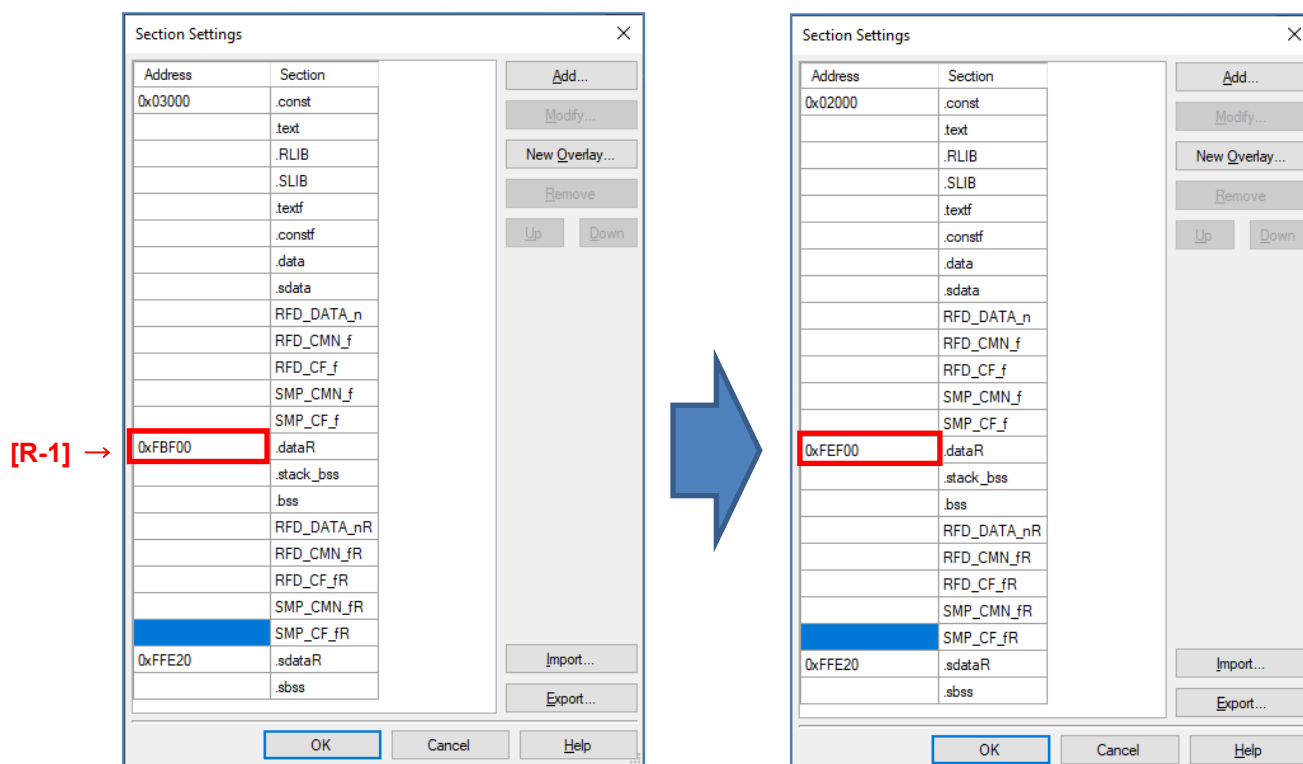 Section Settings
Address Section
0x03000 .const
.text
.RLIB
.SLIB
.textf
.constf
.data
.sdata
RFD_DATA_n
RFD_CMN_f
RFD_CF_f
SMP_CMN_f
SMP_CF_f
[R-1] → 0xFBF00 .dataR
.stack_bss
.bss
RFD_DATA_nR
RFD_CMN_fR
RFD_CF_fR
SMP_CMN_fR
SMP_CF_fR
0xFFE20 .sdataR
.sbss
Add...
Modify...
New Overlay...
Remove
Up Down
Import...
Export...
OK Cancel Help
Section Settings
Address Section
0x02000 .const
.text
.RLIB
.SLIB
.textf
.constf
.data
.sdata
RFD_DATA_n
RFD_CMN_f
RFD_CF_f
SMP_CMN_f
SMP_CF_f
0xFEF00 .dataR
.stack_bss
.bss
RFD_DATA_nR
RFD_CMN_fR
RFD_CF_fR
SMP_CMN_fR
SMP_CF_fR
0xFFE20 .sdataR
.sbss
Add...
Modify...
New Overlay...
Remove
Up Down
Import...
Export...
OK Cancel Help